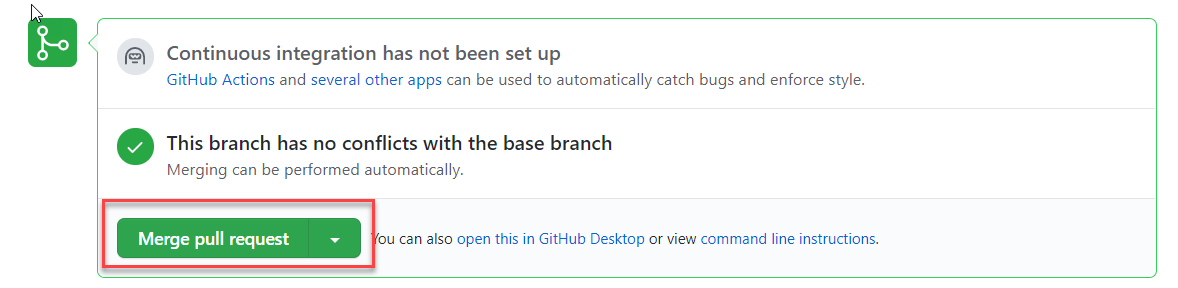 Continuous integration has not been set up
GitHub Actions and several other apps can be used to automatically catch bugs and enforce style.
This branch has no conflicts with the base branch
Merging can be performed automatically.
Merge pull request You can also open this in GitHub Desktop or view command line instructions.